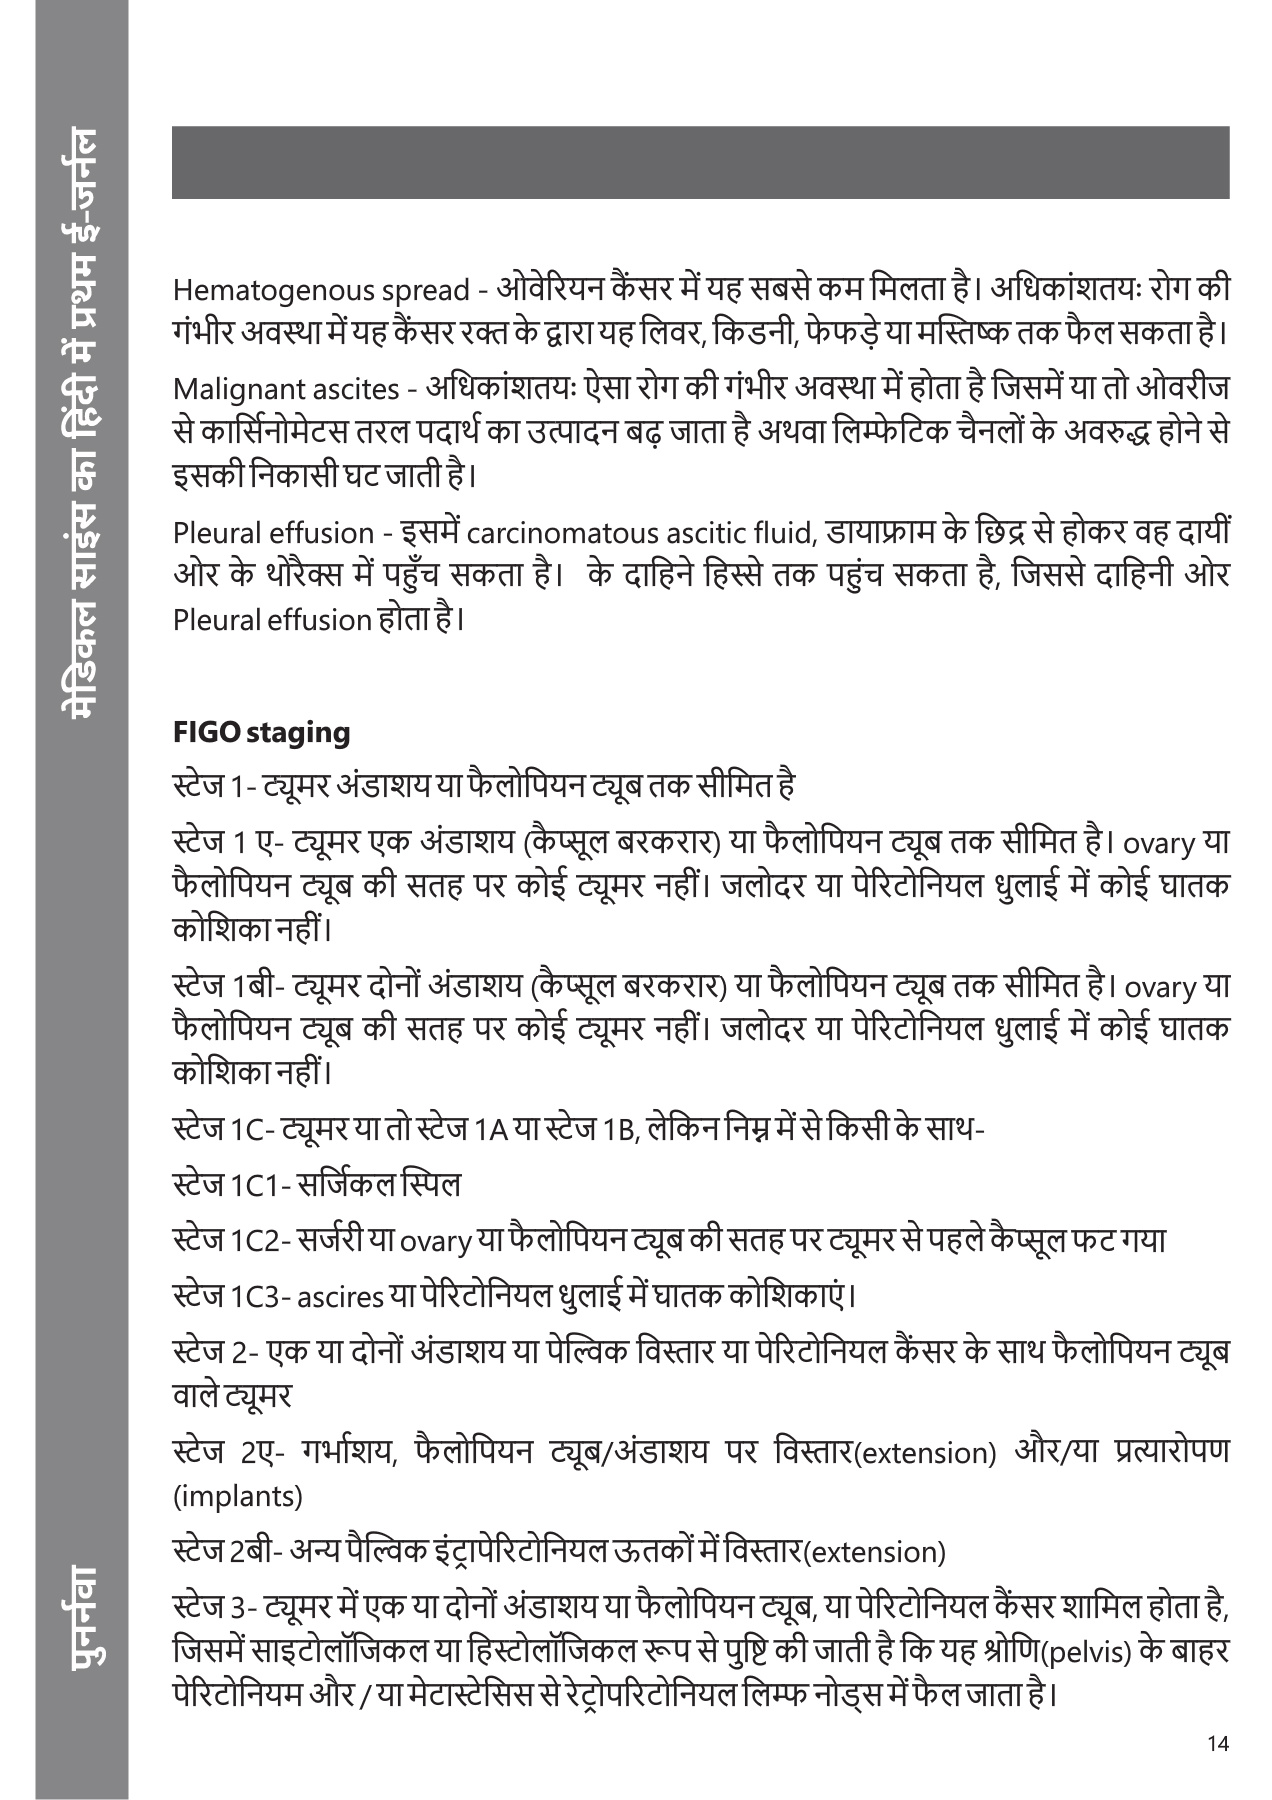 मेडिकल साइंस का हिंदी में प्रथम ई-जर्नल
Hematogenous spread - ओवेरियन कैंसर में यह सबसे कम मिलता है। अधिकांशतयः रोग की
गंभीर अवस्था में यह कैंसर रक्त के द्वारा यह लिवर, किडनी, फेफड़े या मस्तिष्क तक फैल सकता है।
Malignant ascites - अधिकांशतयः ऐसा रोग की गंभीर अवस्था में होता है जिसमें या तो ओवरीज
से कार्सिनोमेटस तरल पदार्थ का उत्पादन बढ़ जाता है अथवा लिम्फेटिक चैनलों के अवरुद्ध होने से
इसकी निकासी घट जाती है।
Pleural effusion - इसमें carcinomatous ascitic fluid, डायाफ्राम के छिद्र से होकर वह दायीं
ओर के थोरैक्स में पहुँच सकता है। के दाहिने हिस्से तक पहुंच सकता है, जिससे दाहिनी ओर
Pleural effusion होता है।
FIGO staging
स्टेज 1- ट्यूमर अंडाशय या फैलोपियन ट्यूब तक सीमित है
स्टेज 1 ए- ट्यूमर एक अंडाशय (कैप्सूल बरकरार) या फैलोपियन ट्यूब तक सीमित है। ovary या
फैलोपियन ट्यूब की सतह पर कोई ट्यूमर नहीं। जलोदर या पेरिटोनियल धुलाई में कोई घातक
कोशिका नहीं।
स्टेज 1बी- ट्यूमर दोनों अंडाशय (कैप्सूल बरकरार) या फैलोपियन ट्यूब तक सीमित है। ovary या
फैलोपियन ट्यूब की सतह पर कोई ट्यूमर नहीं। जलोदर या पेरिटोनियल धुलाई में कोई घातक
कोशिका नहीं।
स्टेज 1C- ट्यूमर या तो स्टेज 1A या स्टेज 1B, लेकिन निम्न में से किसी के साथ-
स्टेज 1C1- सर्जिकल स्पिल
स्टेज 1C2- सर्जरी या ovary या फैलोपियन ट्यूब की सतह पर ट्यूमर से पहले कैप्सूल फट गया
स्टेज 1C3- ascires या पेरिटोनियल धुलाई में घातक कोशिकाएं।
स्टेज 2- एक या दोनों अंडाशय या पेल्विक विस्तार या पेरिटोनियल कैंसर के साथ फैलोपियन ट्यूब
वाले ट्यूमर
स्टेज 2ए- गर्भाशय, फैलोपियन ट्यूब/अंडाशय पर विस्तार(extension) और/या प्रत्यारोपण
(implants)
स्टेज 2बी- अन्य पैल्विक इंट्रापेरिटोनियल ऊतकों में विस्तार(extension)
स्टेज 3- ट्यूमर में एक या दोनों अंडाशय या फैलोपियन ट्यूब, या पेरिटोनियल कैंसर शामिल होता है,
जिसमें साइटोलॉजिकल या हिस्टोलॉजिकल रूप से पुष्टि की जाती है कि यह श्रोणि(pelvis) के बाहर
पेरिटोनियम और / या मेटास्टेसिस से रेट्रोपरिटोनियल लिम्फ नोड्स में फैल जाता है।
पुनर्नवा
14